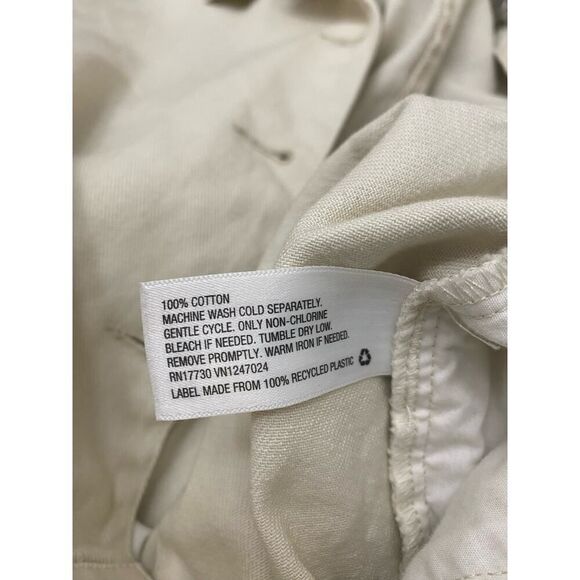 100% COTTON
MACHINE WASH COLD SEPARATELY.
GENTLE CYCLE. ONLY NON-CHLORINE
BLEACH IF NEEDED. TUMBLE DRY LOW.
REMOVE PROMPTLY. WARM IRON IF NEEDED.
RN17730 VN1247024
LABEL MADE FROM 100% RECYCLED PLASTIC